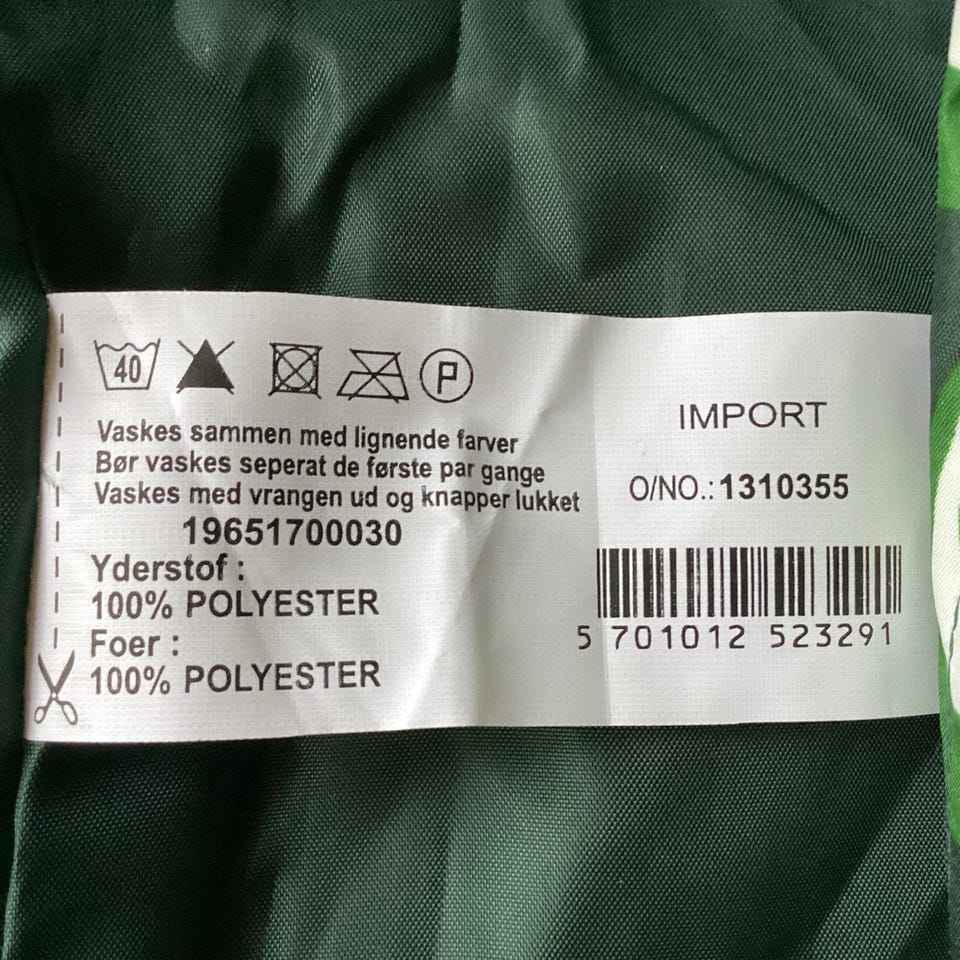 40
P
Vaskes sammen med lignende farver
Bør vaskes seperat de første par gange
Vaskes med vrangen ud og knapper lukket
19651700030
Yderstof :
100% POLYESTER
Foer :
100% POLYESTER
IMPORT
O/NO.: 1310355
5 701012 523291